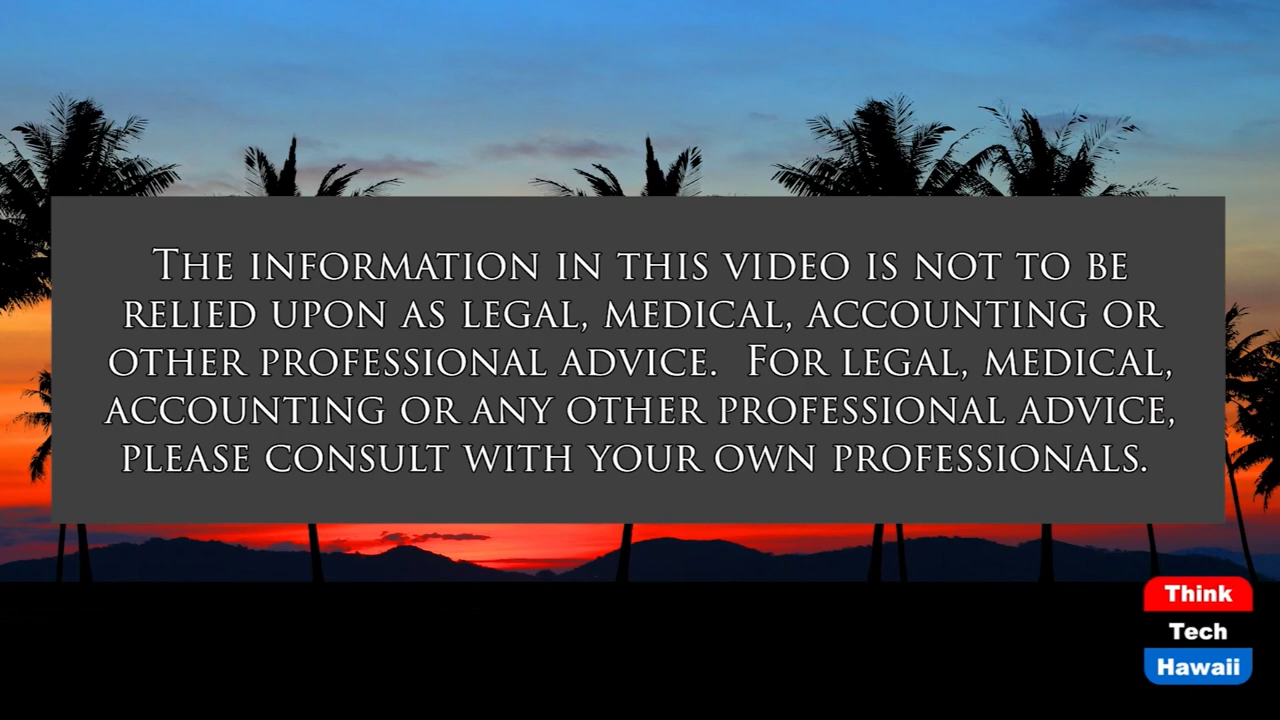 The information in this video is not to be
relied upon as legal, medical, accounting or
other professional advice.  For legal, medical,
accounting or any other professional advice,
please consult with your own professionals.
Think
Tech
Hawaii